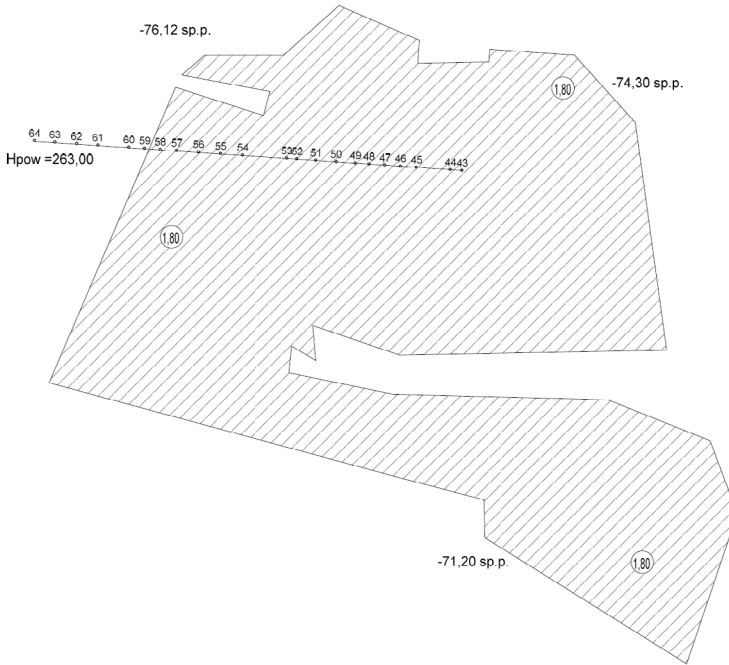 -76,12 sp.p.
-74,30 sp.p.
1,80
64 63 62 61 60 59 58 57 56 55 54 53 52 51 50 49 48 47 46 45 44 43
Hpow =263,00
1,80
-71,20 sp.p.
1,80